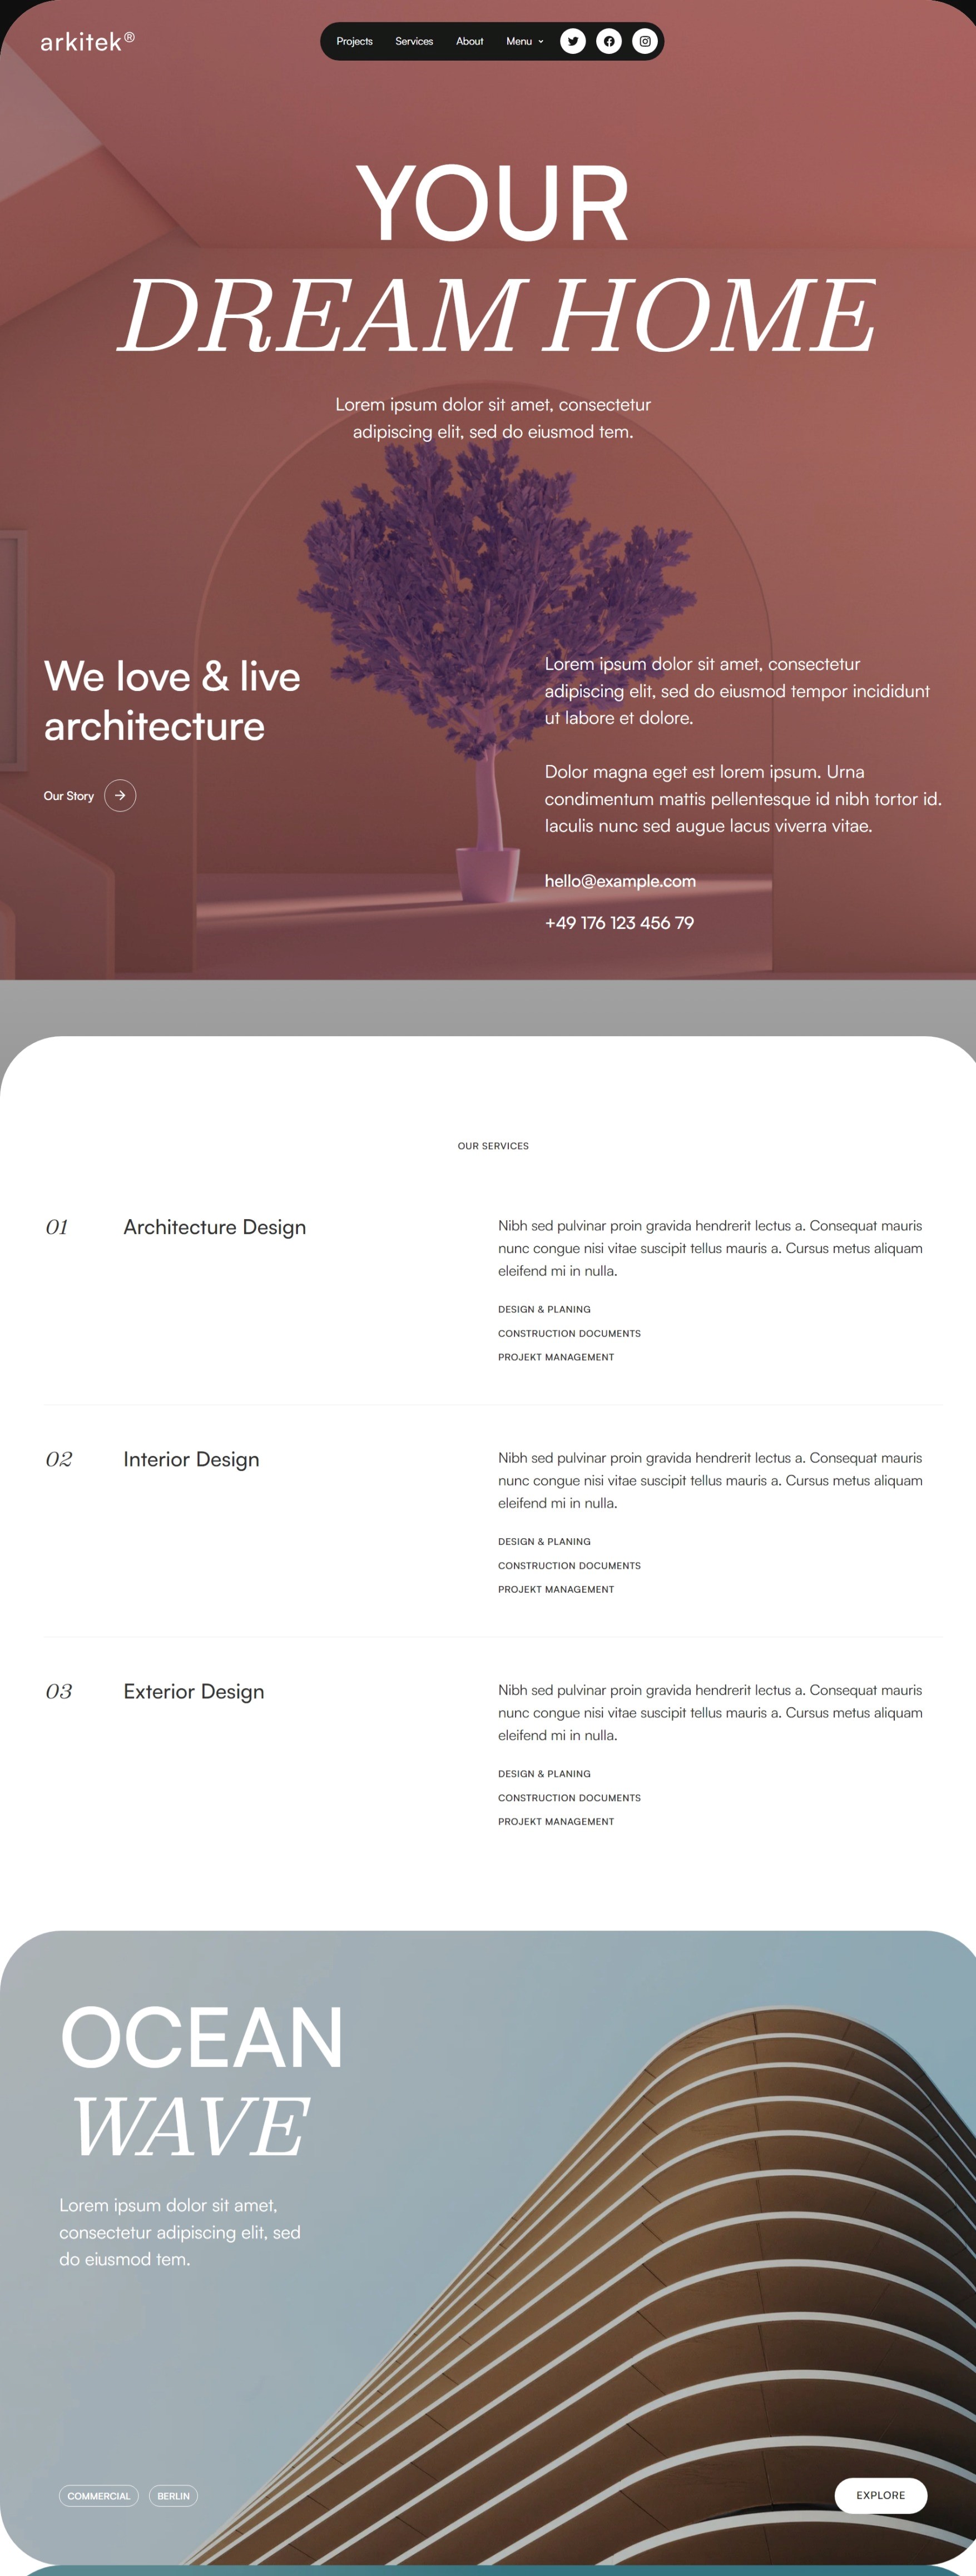 arkitek®
Projects Services About Menu
YOUR
DREAM HOME
Lorem ipsum dolor sit amet, consectetur
adipiscing elit, sed do eiusmod tem.
We love & live
architecture
Our Story
Lorem ipsum dolor sit amet, consectetur
adipiscing elit, sed do eiusmod tempor incididunt
ut labore et dolore.
Dolor magna eget est lorem ipsum. Urna
condimentum mattis pellentesque id nibh tortor id.
Iaculis nunc sed augue lacus viverra vitae.
hello@example.com
+49 176 123 456 79
OUR SERVICES
01
Architecture Design
Nibh sed pulvinar proin gravida hendrerit lectus a. Consequat mauris
nunc congue nisi vitae suscipit tellus mauris a. Cursus metus aliquam
eleifend mi in nulla.
DESIGN & PLANING
CONSTRUCTION DOCUMENTS
PROJEKT MANAGEMENT
02
Interior Design
Nibh sed pulvinar proin gravida hendrerit lectus a. Consequat mauris
nunc congue nisi vitae suscipit tellus mauris a. Cursus metus aliquam
eleifend mi in nulla.
DESIGN & PLANING
CONSTRUCTION DOCUMENTS
PROJEKT MANAGEMENT
03
Exterior Design
Nibh sed pulvinar proin gravida hendrerit lectus a. Consequat mauris
nunc congue nisi vitae suscipit tellus mauris a. Cursus metus aliquam
eleifend mi in nulla.
DESIGN & PLANING
CONSTRUCTION DOCUMENTS
PROJEKT MANAGEMENT
OCEAN
WAVE
Lorem ipsum dolor sit amet,
consectetur adipiscing elit, sed
do eiusmod tem.
COMMERCIAL BERLIN
EXPLORE